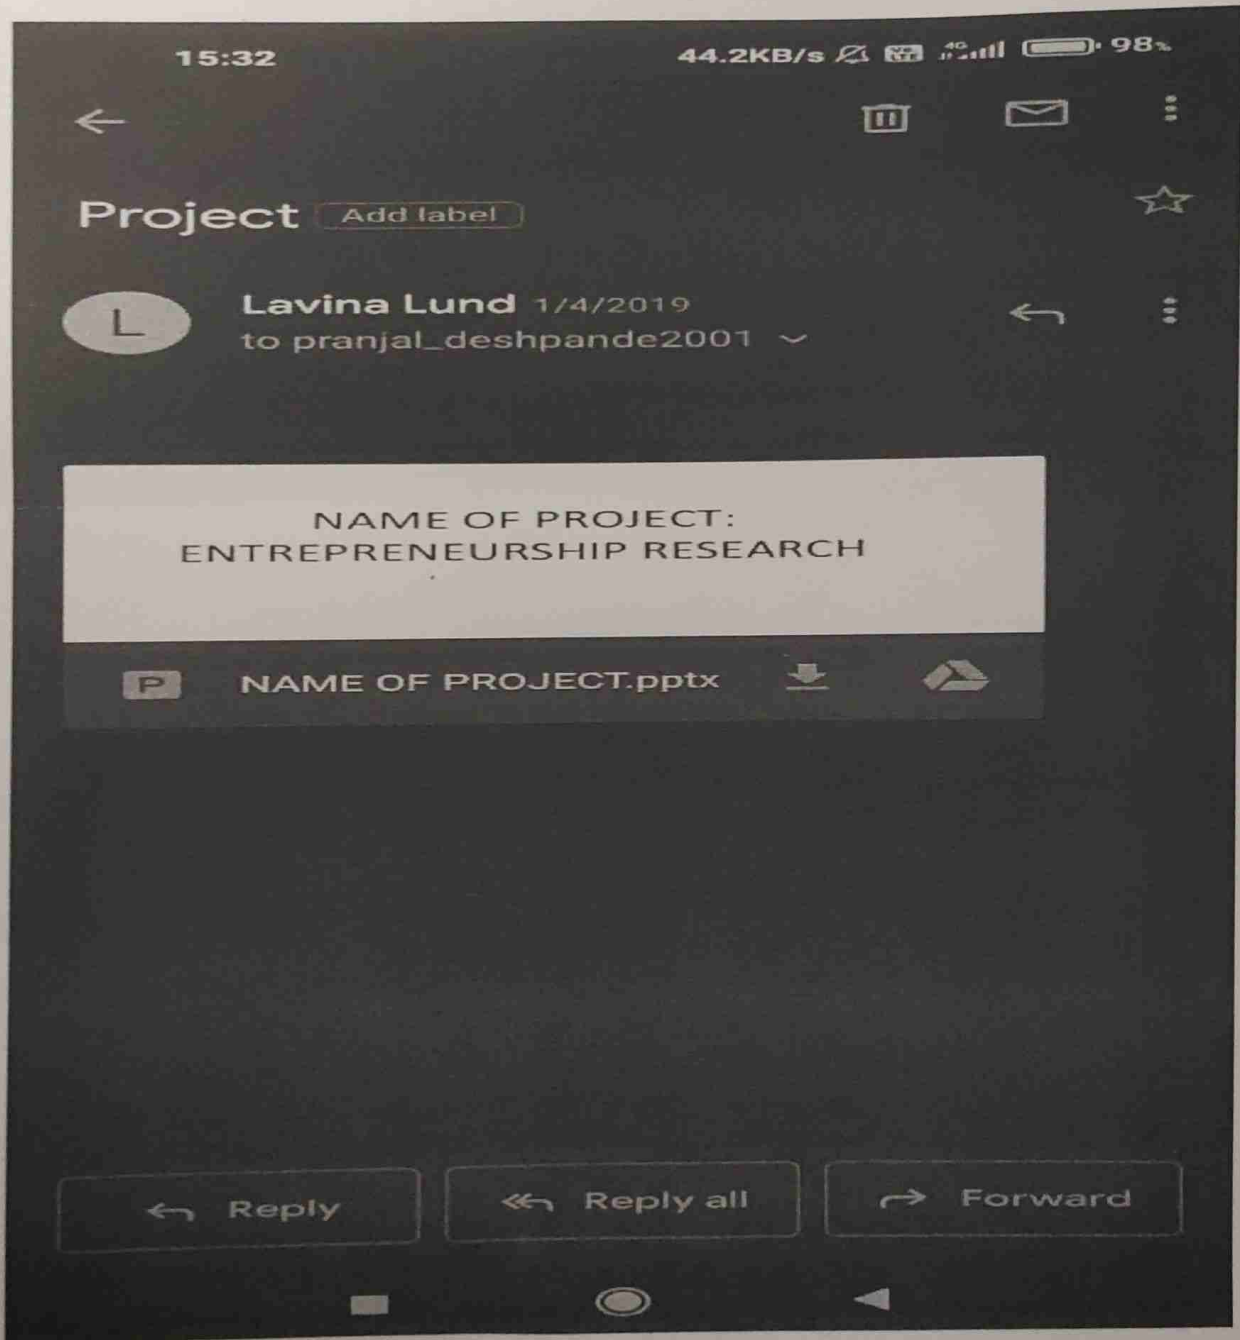 15:32
44.2KB/s 4G 98%
Project Add label
L
Lavina Lund 1/4/2019
to pranjal_deshpande2001
NAME OF PROJECT:
ENTREPRENEURSHIP RESEARCH
P NAME OF PROJECT.pptx
Reply Reply all Forward